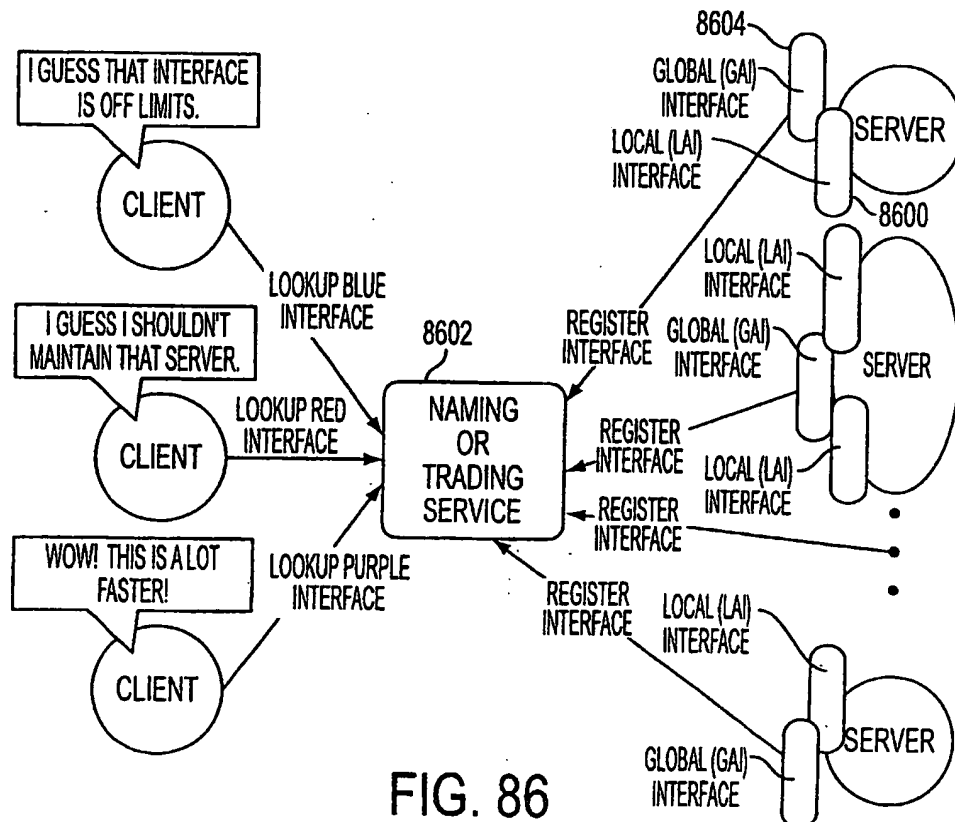 I GUESS THAT INTERFACE
IS OFF LIMITS.
CLIENT
LOOKUP BLUE
INTERFACE
I GUESS I SHOULDN'T
MAINTAIN THAT SERVER.
CLIENT
LOOKUP RED
INTERFACE
WOW! THIS IS A LOT
FASTER!
CLIENT
LOOKUP PURPLE
INTERFACE
8602
NAMING
OR
TRADING
SERVICE
REGISTER
INTERFACE
REGISTER
INTERFACE
REGISTER
INTERFACE
REGISTER
INTERFACE
8604
GLOBAL (GAI)
INTERFACE
LOCAL (LAI)
INTERFACE
SERVER
8600
LOCAL (LAI)
INTERFACE
GLOBAL (GAI)
INTERFACE
SERVER
LOCAL (LAI)
INTERFACE
LOCAL (LAI)
INTERFACE
SERVER
GLOBAL (GAI)
INTERFACE
FIG. 86